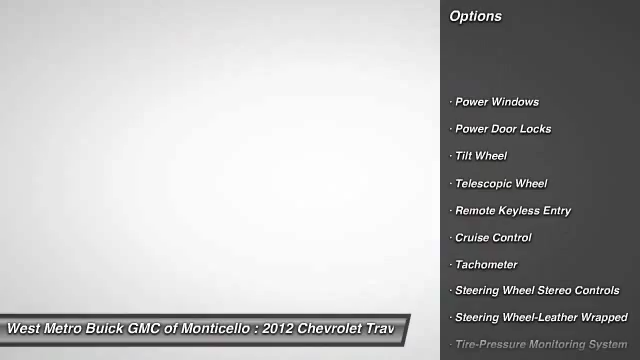 Options
· Power Windows
· Power Door Locks
· Tilt Wheel
· Telescopic Wheel
· Remote Keyless Entry
· Cruise Control
· Tachometer
· Steering Wheel Stereo Controls
· Steering Wheel-Leather Wrapped
· Tire-Pressure Monitoring System
West Metro Buick GMC of Monticello : 2012 Chevrolet Trav